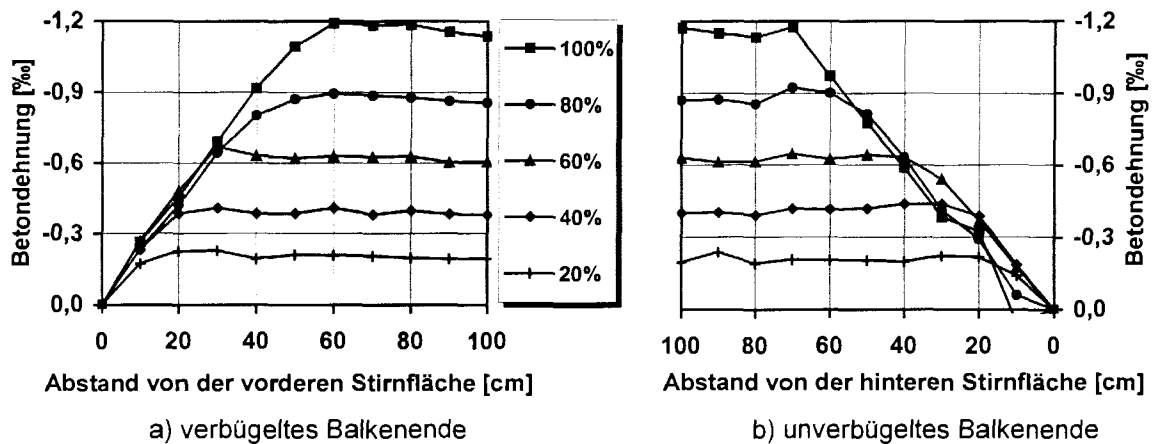 -1,2
-0,9
-0,6
-0,3
0,0
Betondehnung [‰]
0 20 40 60 80 100
Abstand von der vorderen Stirnfläche [cm]
a) verbügeltes Balkenende
100%
80%
60%
40%
20%
-1,2
-0,9
-0,6
-0,3
0,0
Betondehnung [‰]
100 80 60 40 20 0
Abstand von der hinteren Stirnfläche [cm]
b) unverbügeltes Balkenende